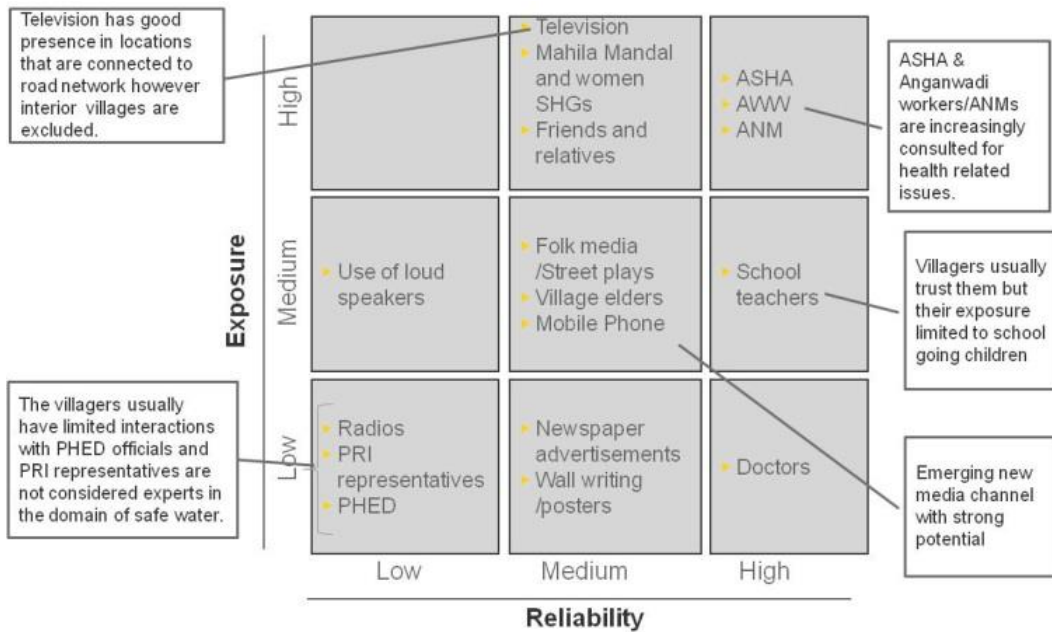 Television has good
presence in locations
that are connected to
road network however
interior villages are
excluded.
Television
Mahila Mandal
and women
SHGs
Friends and
relatives
ASHA
AWW
ANM
ASHA &
Anganwadi
workers/ANMs
are increasingly
consulted for
health related
issues.
High
Exposure
Medium
Use of loud
speakers
Folk media
/Street plays
Village elders
Mobile Phone
School
teachers
Villagers usually
trust them but
their exposure
limited to school
going children
The villagers usually
have limited interactions
with PHED officials and
PRI representatives are
not considered experts in
the domain of safe water.
Low
Radios
PRI
representatives
PHED
Newspaper
advertisements
Wall writing
/posters
Doctors
Emerging new
media channel
with strong
potential
Low
Medium
High
Reliability